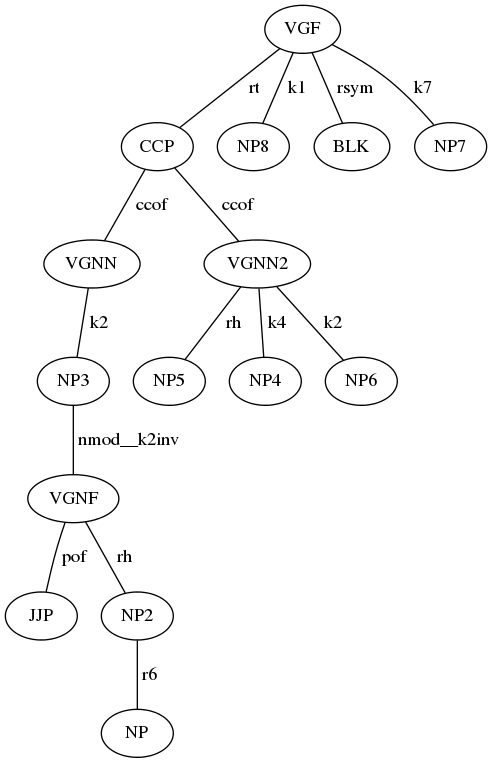 VGF
rt k1 rsym k7
CCP NP8 BLK NP7
ccof ccof
VGNN VGNN2
k2 rh k4 k2
NP3 NP5 NP4 NP6
nmod__k2inv
VGNF
pof rh
JJP NP2
r6
NP